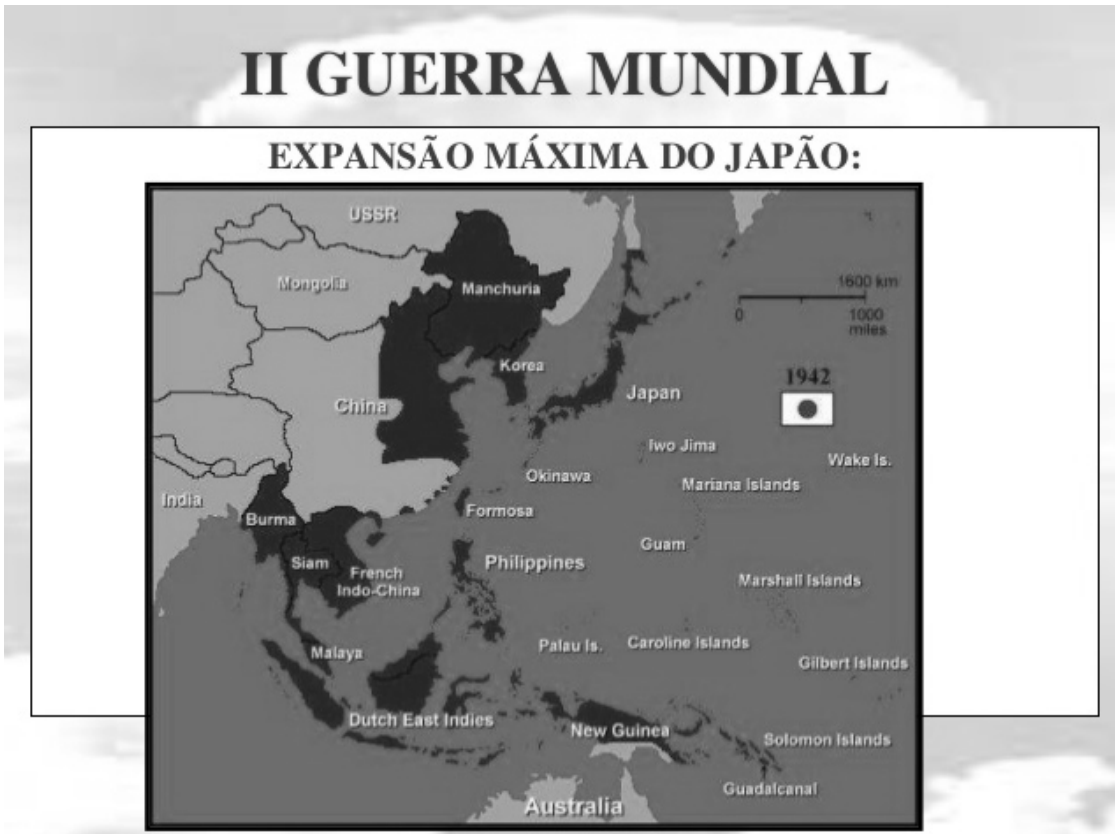 II GUERRA MUNDIAL
EXPANSÃO MÁXIMA DO JAPÃO:
USSR
Mongolia
Manchuria
1600 km
0
1000
miles
Korea
1942
Japan
China
Iwo Jima
Wake Is.
Okinawa
Mariana Islands
India
Formosa
Burma
Guam
Siam
Philippines
French
Indo-China
Marshall Islands
Palau Is.
Caroline Islands
Malaya
Gilbert Islands
Dutch East Indies
New Guinea
Solomon Islands
Guadalcanal
Australia